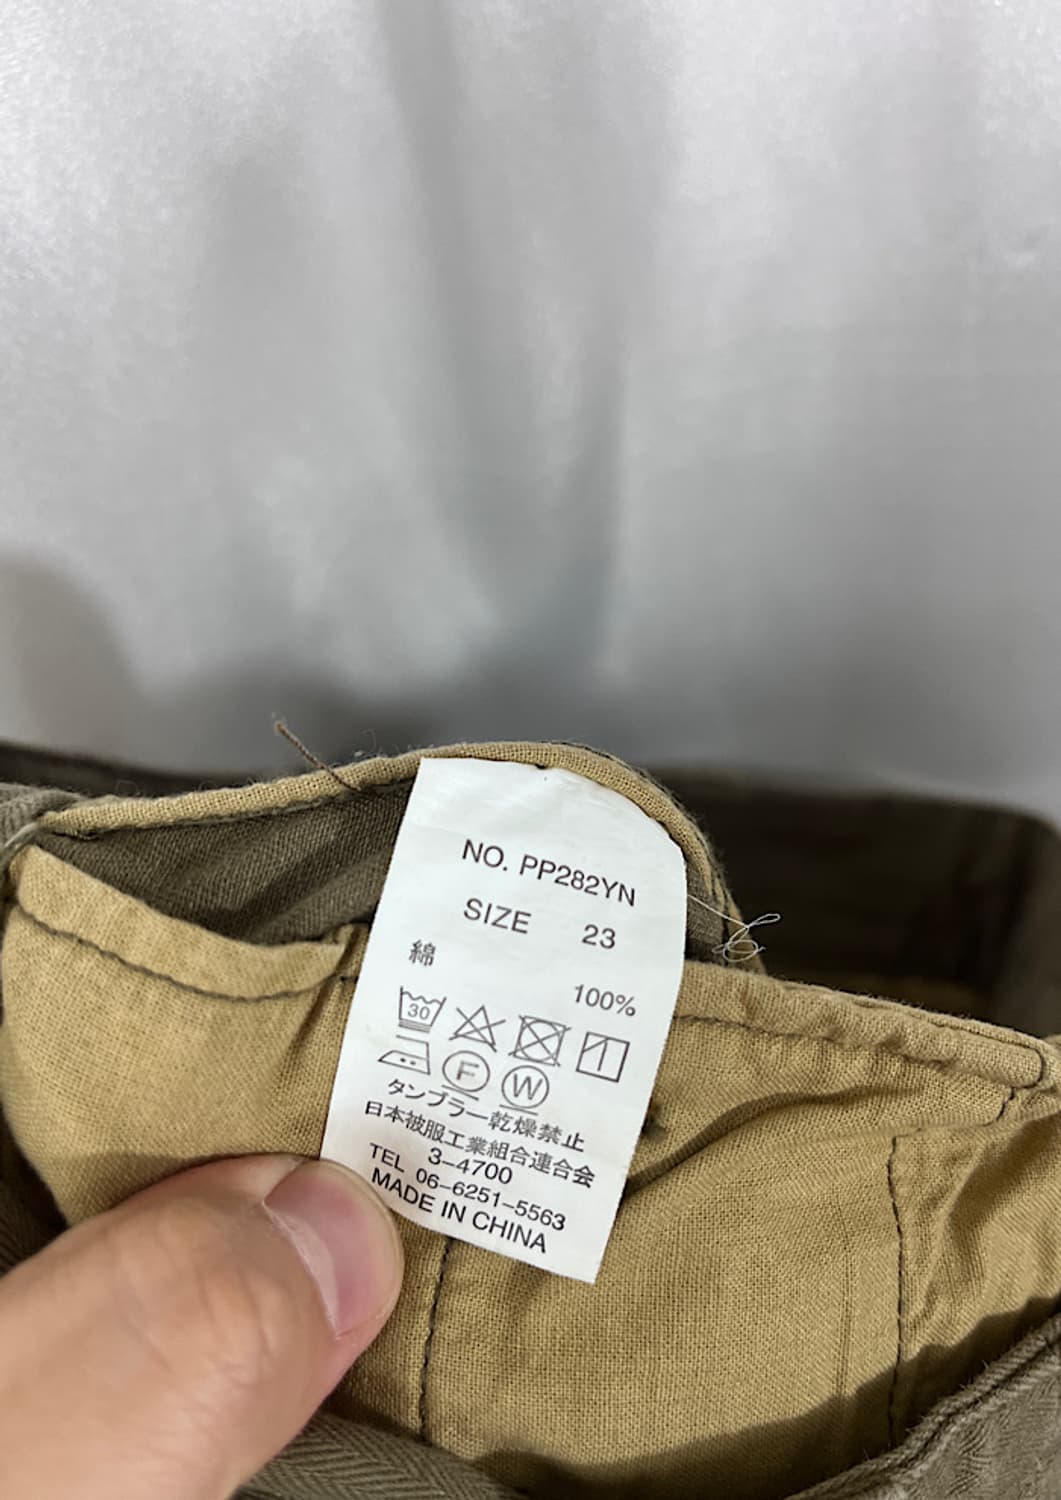 NO. PP282YN
SIZE 23
綿
100%
30
F W
タンブラー乾燥禁止
日本被服工業組合連合会
3-4700
TEL 06-6251-5563
MADE IN CHINA